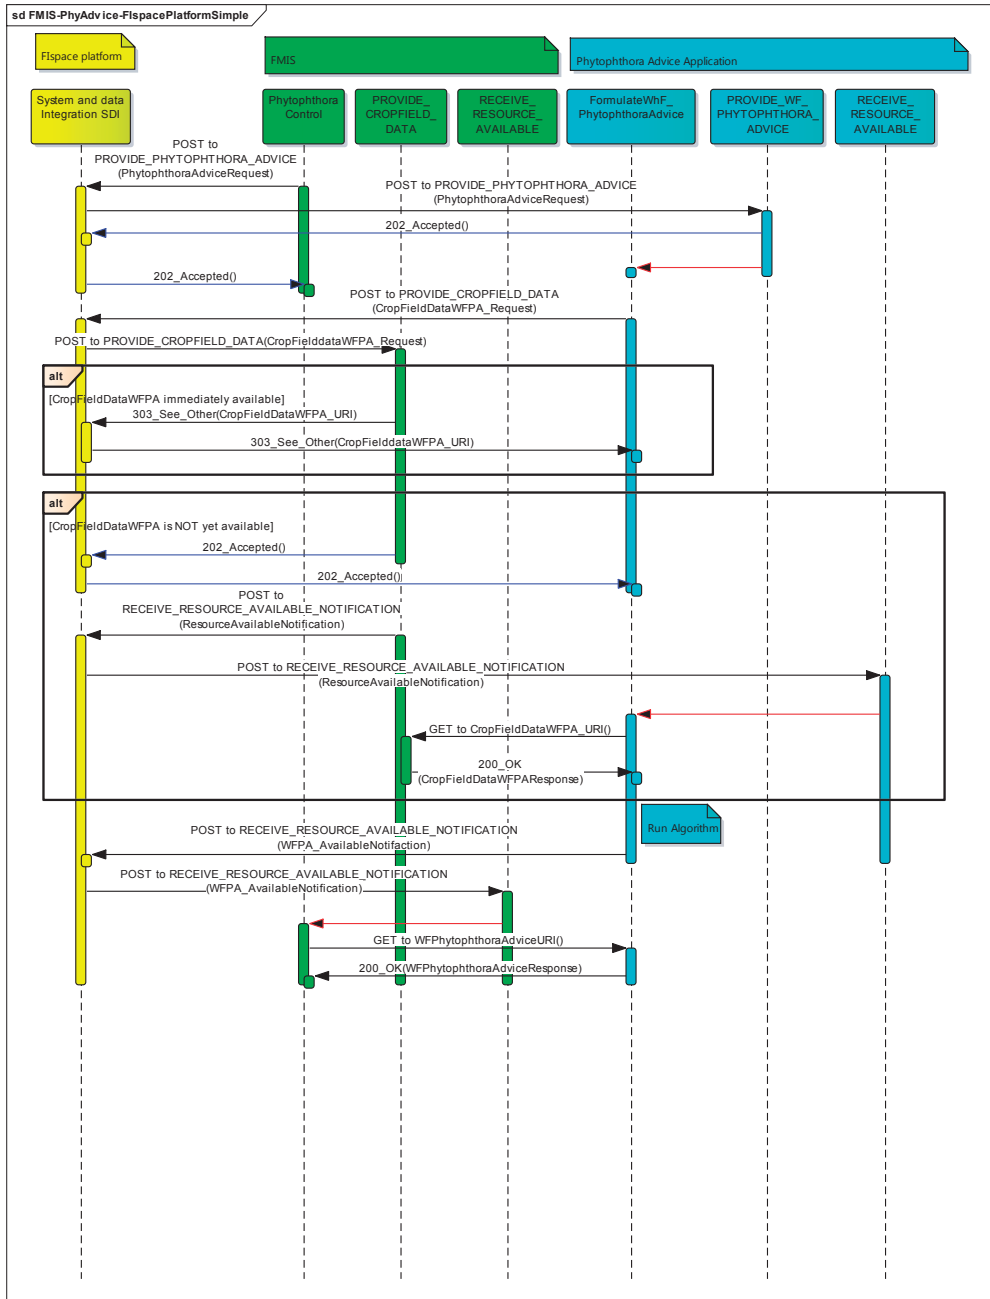 sd FMIS-PhyAdvice-FIspacePlatformSimple
FIspace platform
FMIS
Phytophthora Advice Application
System and data
Integration SDI
Phytophthora
Control
PROVIDE_
CROPFIELD_
DATA
RECEIVE_
RESOURCE_
AVAILABLE
FormulateWhF_
PhytophthoraAdvice
PROVIDE_WF_
PHYTOPHTHORA_
ADVICE
RECEIVE_
RESOURCE_
AVAILABLE
POST to
PROVIDE_PHYTOPHTHORA_ADVICE
(PhytophthoraAdviceRequest)
POST to PROVIDE_PHYTOPHTHORA_ADVICE
(PhytophthoraAdviceRequest)
202_Accepted()
202_Accepted()
POST to PROVIDE_CROPFIELD_DATA
(CropFieldDataWFPA_Request)
POST to PROVIDE_CROPFIELD_DATA(CropFielddataWFPA_Request)
alt
[CropFieldDataWFPA immediately available]
303_See_Other(CropFieldDataWFPA_URI)
303_See_Other(CropFielddataWFPA_URI)
alt
[CropFieldDataWFPA is NOT yet available]
202_Accepted()
202_Accepted()
POST to
RECEIVE_RESOURCE_AVAILABLE_NOTIFICATION
(ResourceAvailableNotification)
POST to RECEIVE_RESOURCE_AVAILABLE_NOTIFICATION
(ResourceAvailableNotification)
GET to CropFieldDataWFPA_URI()
200_OK
(CropFieldDataWFPAResponse)
Run Algorithm
POST to RECEIVE_RESOURCE_AVAILABLE_NOTIFICATION
(WFPA_AvailableNotifaction)
POST to RECEIVE_RESOURCE_AVAILABLE_NOTIFICATION
(WFPA_AvailableNotification)
GET to WFPhytophthoraAdviceURI()
200_OK(WFPhytophthoraAdviceResponse)